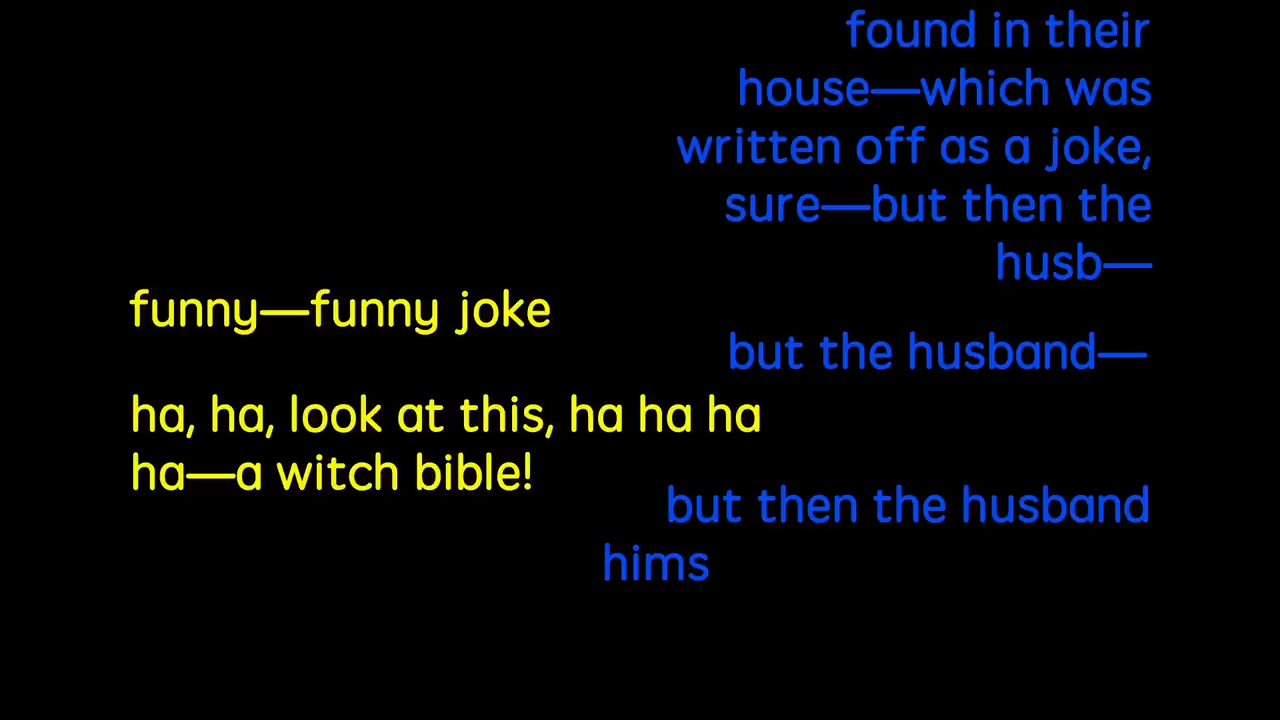 found in their
house—which was
written off as a joke,
sure—but then the
husb—
funny—funny joke
but the husband—
ha, ha, look at this, ha ha ha
ha—a witch bible!
but then the husband
hims